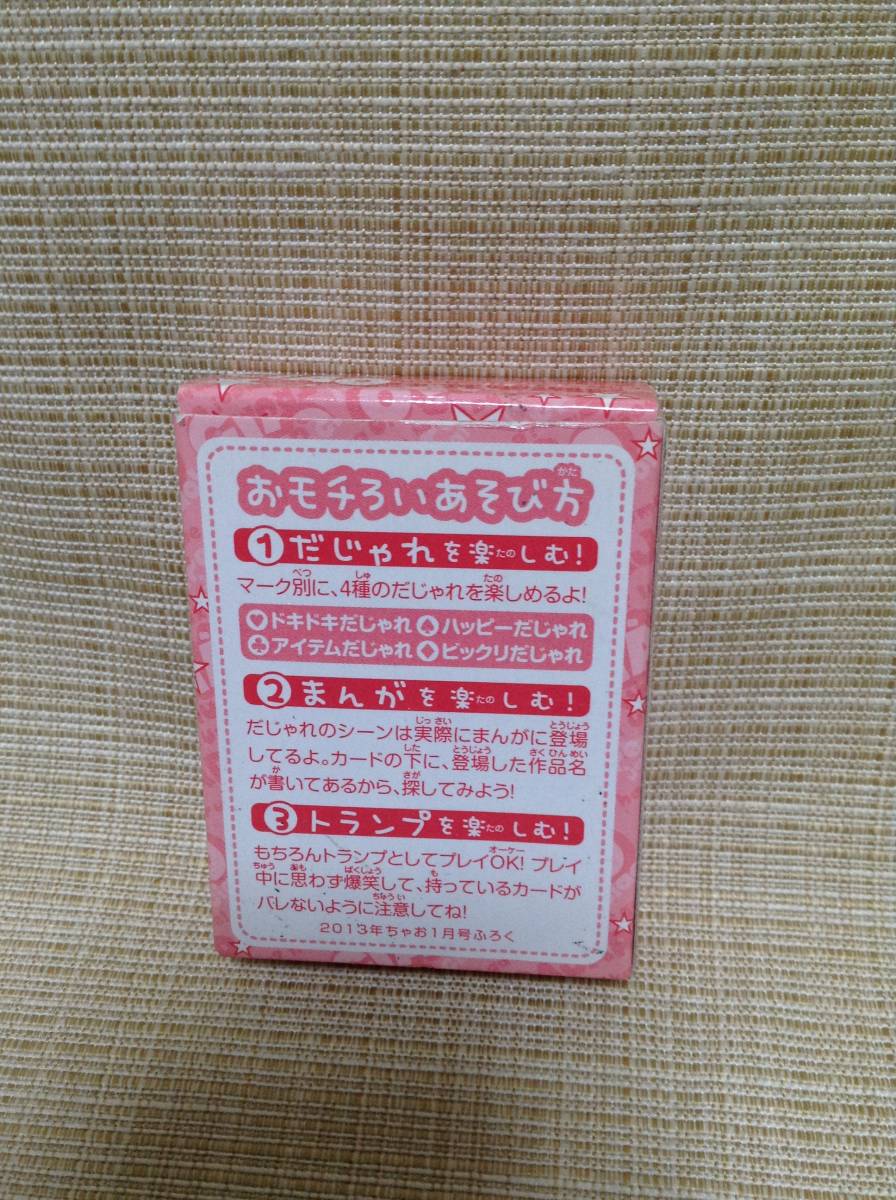 おモチろいあそび方
①だじゃれを楽しむ!
マーク別に、4種のだじゃれを楽しめるよ!
♥ドキドキだじゃれ ♠ハッピーだじゃれ
♣アイテムだじゃれ ♦ビックリだじゃれ
②まんがを楽しむ!
だじゃれのシーンは実際にまんがに登場
してるよ。カードの下に、登場した作品名
が書いてあるから、探してみよう!
③トランプを楽しむ!
もちろんトランプとしてプレイOK! プレイ
中に思わず爆笑して、持っているカードが
バレないように注意してね!
2013年ちゃお1月号ふろく